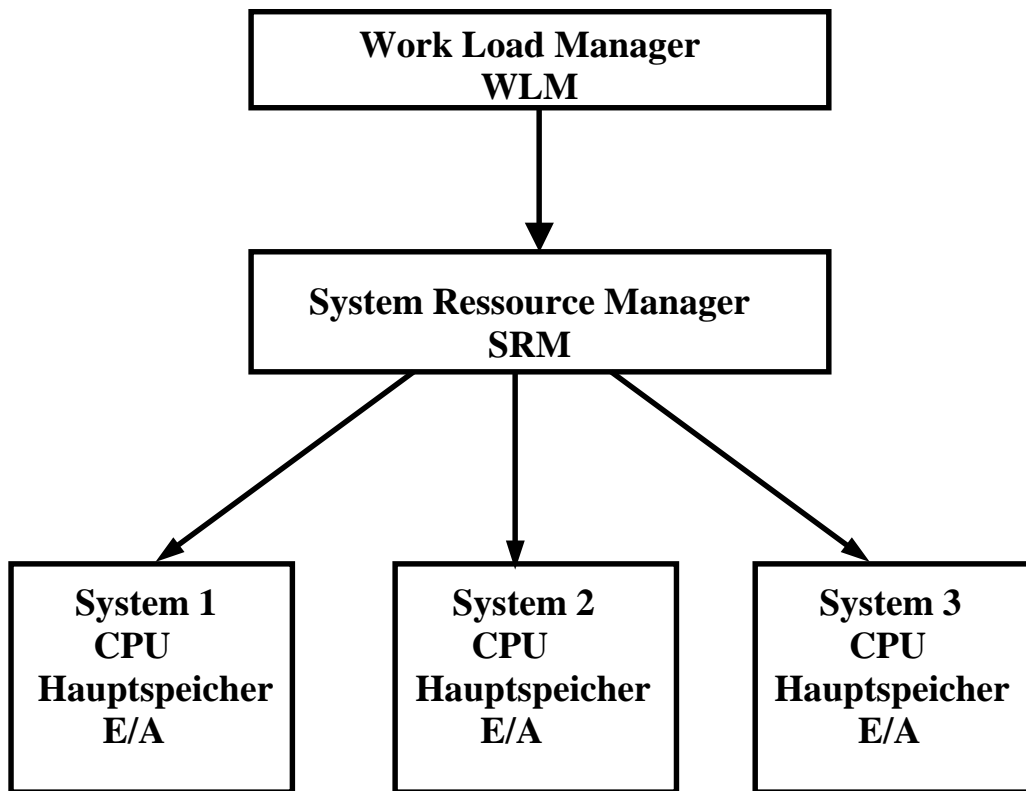 Work Load Manager
WLM
System Ressource Manager
SRM
System 1
CPU
Hauptspeicher
E/A
System 2
CPU
Hauptspeicher
E/A
System 3
CPU
Hauptspeicher
E/A